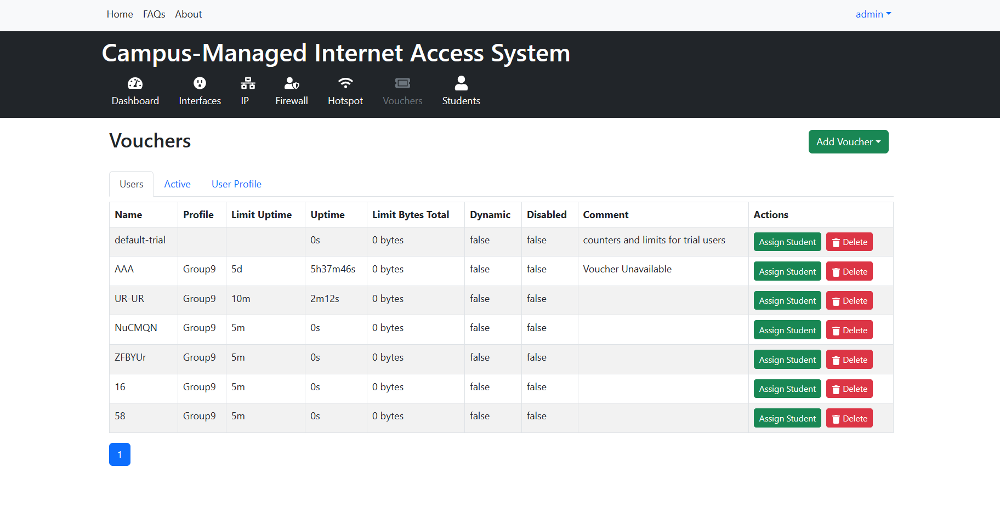 Home FAQs About admin
Campus-Managed Internet Access System
Dashboard Interfaces IP Firewall Hotspot Vouchers Students
Vouchers Add Voucher
Users Active User Profile
Name Profile Limit Uptime Uptime Limit Bytes Total Dynamic Disabled Comment Actions
default-trial 0s 0 bytes false false counters and limits for trial users Assign Student Delete
AAA Group9 5d 5h37m46s 0 bytes false false Voucher Unavailable Assign Student Delete
UR-UR Group9 10m 2m12s 0 bytes false false Assign Student Delete
NuCMQN Group9 5m 0s 0 bytes false false Assign Student Delete
ZFBYUr Group9 5m 0s 0 bytes false false Assign Student Delete
16 Group9 5m 0s 0 bytes false false Assign Student Delete
58 Group9 5m 0s 0 bytes false false Assign Student Delete
1